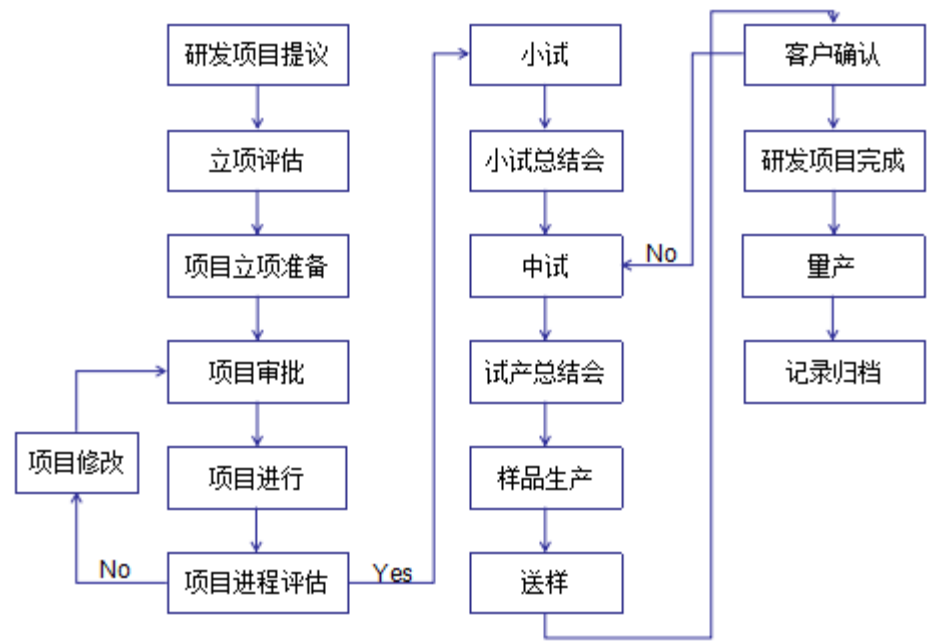 研发项目提议
立项评估
项目立项准备
项目审批
项目修改
项目进行
No
项目进程评估
Yes
小试
小试总结会
中试
No
试产总结会
样品生产
送样
客户确认
研发项目完成
量产
记录归档